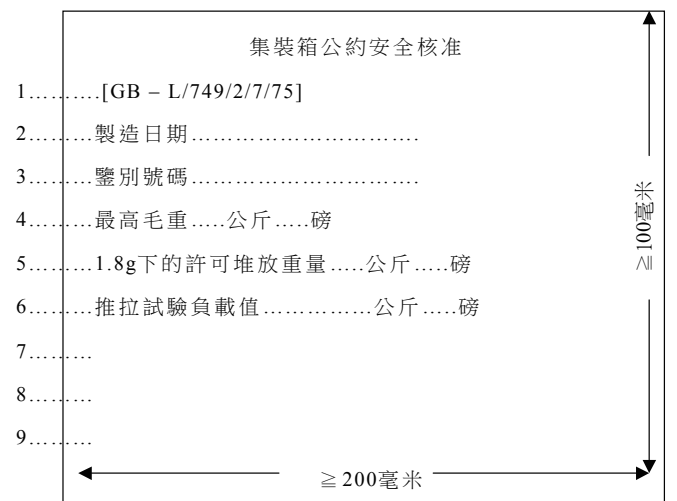 集裝箱公約安全核准
1……….[GB – L/749/2/7/75]
2………製造日期……………………….
3………鑒別號碼……………………….
4………最高毛重…..公斤…..磅
5………1.8g下的許可堆放重量…..公斤…..磅
6………推拉試驗負載值……………公斤…..磅
7………
8………
9………
≧100毫米
≧200毫米